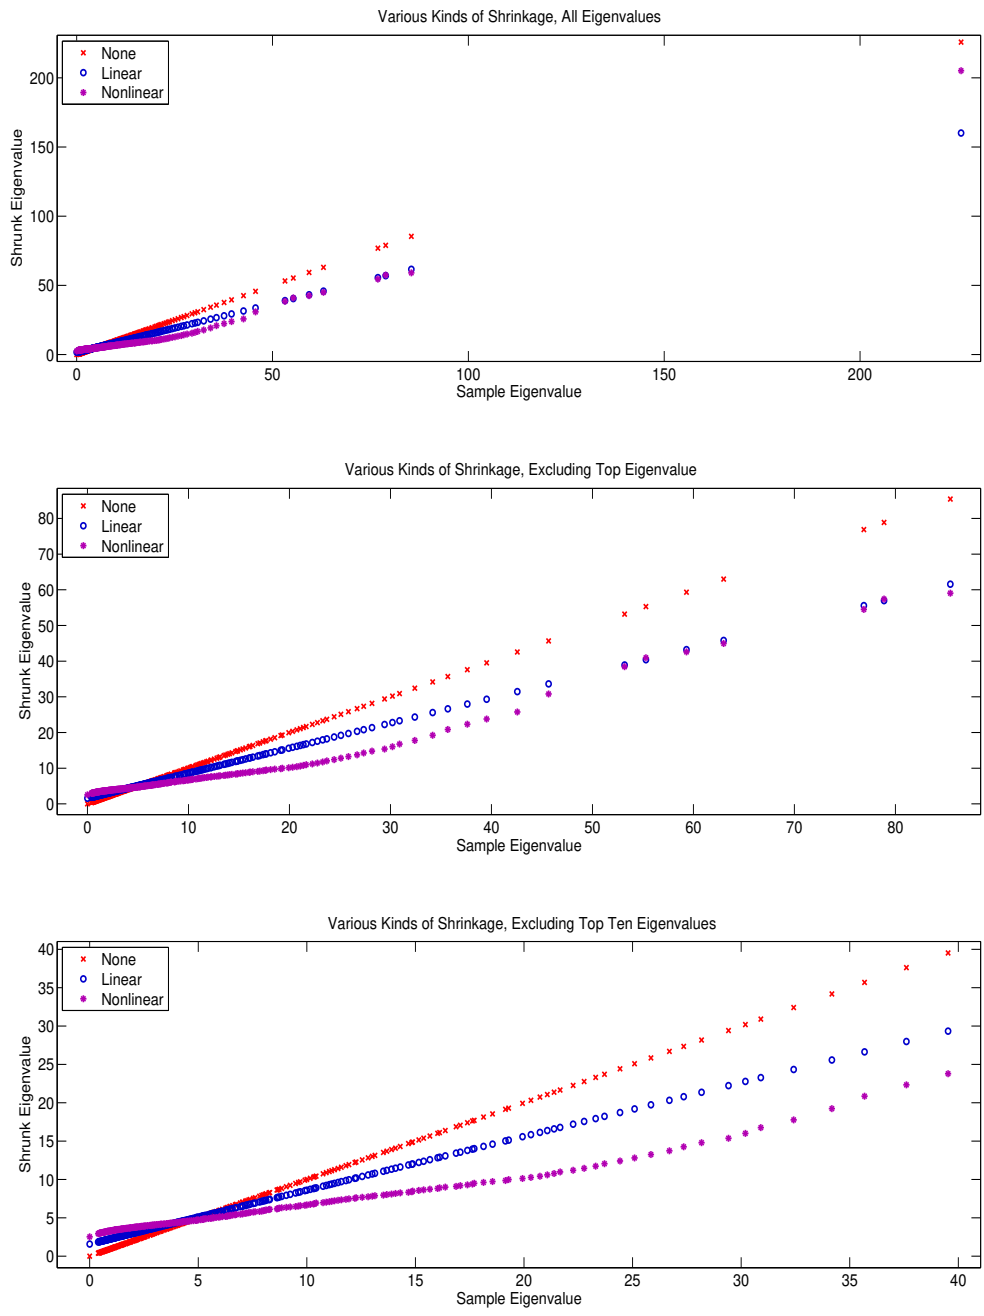 Various Kinds of Shrinkage, All Eigenvalues
None
Linear
Nonlinear
Shrunk Eigenvalue
200
150
100
50
0
0 50 100 150 200
Sample Eigenvalue
Various Kinds of Shrinkage, Excluding Top Eigenvalue
None
Linear
Nonlinear
Shrunk Eigenvalue
80
70
60
50
40
30
20
10
0
0 10 20 30 40 50 60 70 80
Sample Eigenvalue
Various Kinds of Shrinkage, Excluding Top Ten Eigenvalues
None
Linear
Nonlinear
Shrunk Eigenvalue
40
35
30
25
20
15
10
5
0
0 5 10 15 20 25 30 35 40
Sample Eigenvalue